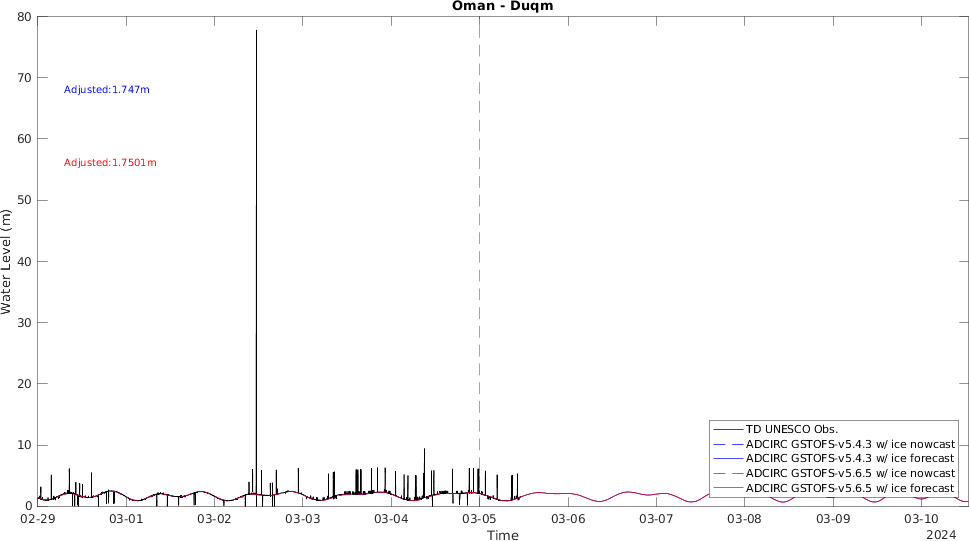 Oman - Duqm
80
70
60
50
40
30
20
10
0
Water Level (m)
Adjusted:1.747m
Adjusted:1.7501m
TD UNESCO Obs.
ADCIRC GSTOFS-v5.4.3 w/ ice nowcast
ADCIRC GSTOFS-v5.4.3 w/ ice forecast
ADCIRC GSTOFS-v5.6.5 w/ ice nowcast
ADCIRC GSTOFS-v5.6.5 w/ ice forecast
02-29 03-01 03-02 03-03 03-04 03-05 03-06 03-07 03-08 03-09 03-10
2024
Time